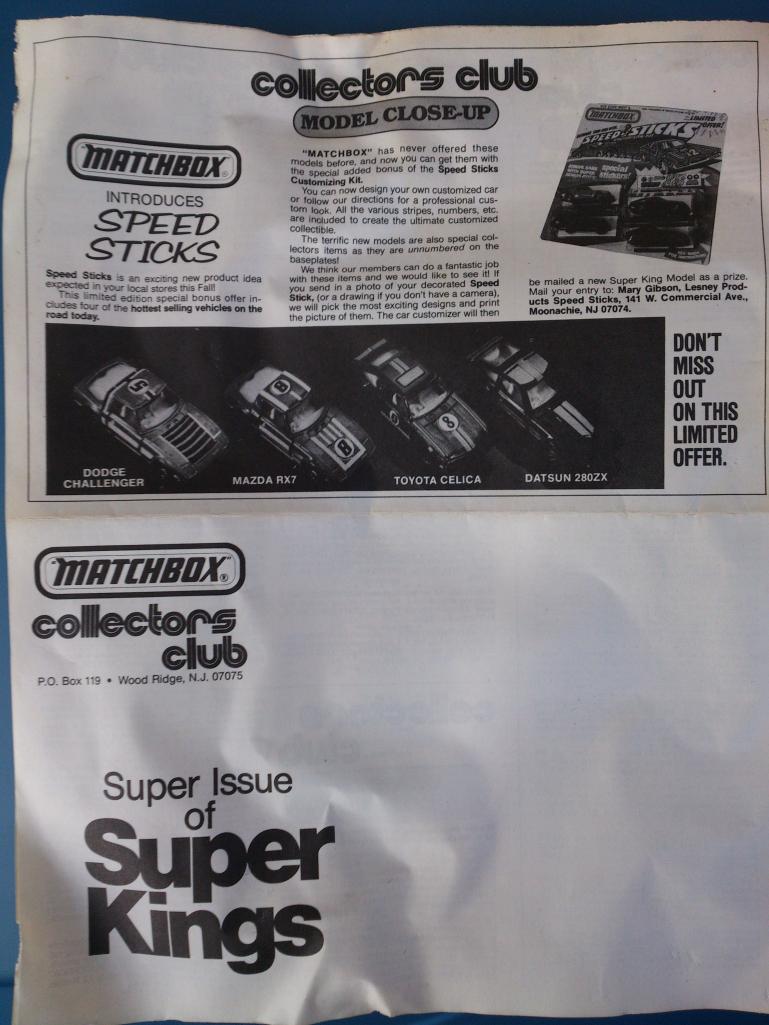 collectors club
MODEL CLOSE-UP
"MATCHBOX"®
INTRODUCES
SPEED
STICKS
Speed Sticks is an exciting new product idea
expected in your local stores this Fall!
This limited edition special bonus offer in-
cludes four of the hottest selling vehicles on the
road today.
"MATCHBOX" has never offered these
models before, and now you can get them with
the special added bonus of the Speed Sticks
Customizing Kit.
You can now design your own customized car
or follow our directions for a professional cus-
tom look. All the various stripes, numbers, etc.
are included to create the ultimate customized
collectible.
The terrific new models are also special col-
lectors items as they are unnumbered on the
baseplates!
We think our members can do a fantastic job
with these items and we would like to see it! If
you send in a photo of your decorated Speed
Stick, (or a drawing if you don't have a camera),
we will pick the most exciting designs and print
the picture of them. The car customizer will then
MATCHBOX
LIMITED
OFFER!
SPEED STICKS
special
stickers!
be mailed a new Super King Model as a prize.
Mail your entry to: Mary Gibson, Lesney Prod-
ucts Speed Sticks, 141 W. Commercial Ave.,
Moonachie, NJ 07074.
5
8
8
8
DODGE
CHALLENGER
MAZDA RX7
TOYOTA CELICA
DATSUN 280ZX
DON'T
MISS
OUT
ON THIS
LIMITED
OFFER.
"MATCHBOX"®
collectors
club
P.O. Box 119 • Wood Ridge, N.J. 07075
Super Issue
of
Super
Kings